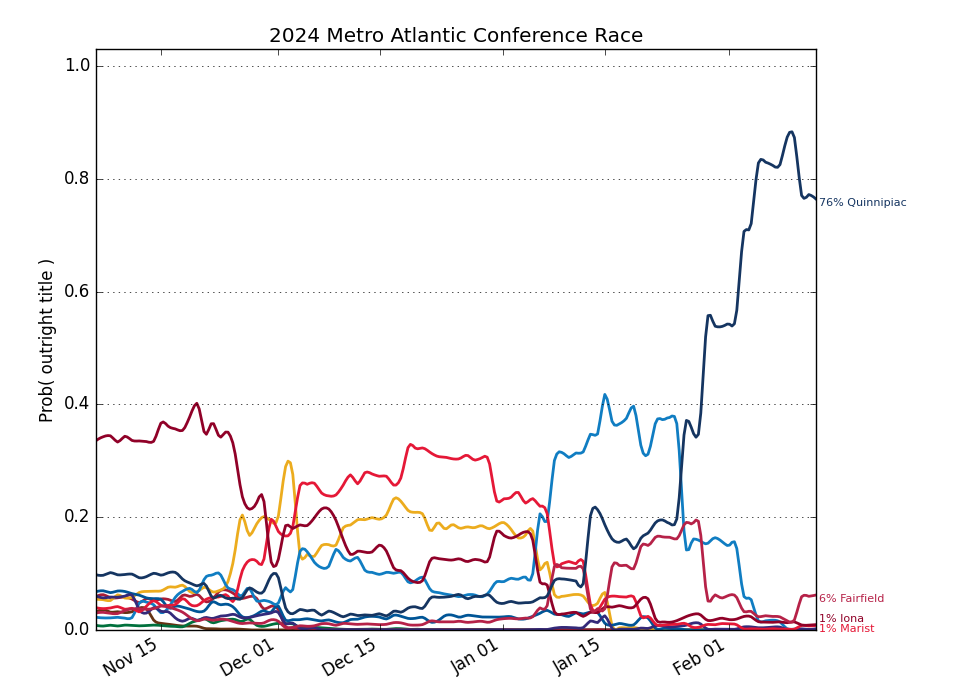 2024 Metro Atlantic Conference Race
Prob( outright title )
1.0
0.8
0.6
0.4
0.2
0.0
76% Quinnipiac
6% Fairfield
1% Iona
1% Marist
Nov 15
Dec 01
Dec 15
Jan 01
Jan 15
Feb 01